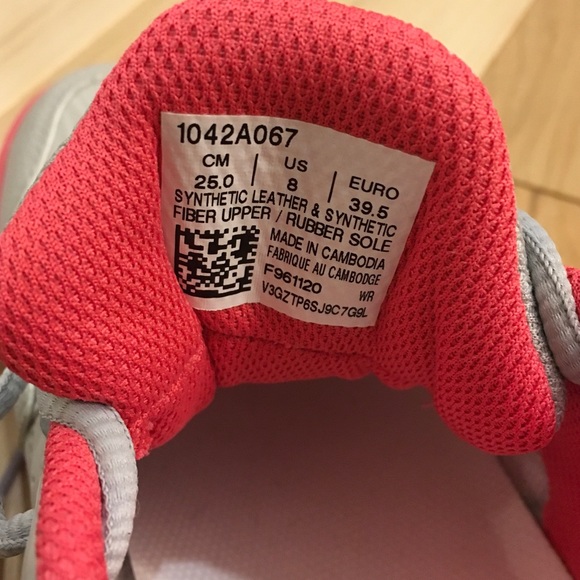 1042A067
CM | US | EURO
25.0 | 8 | 39.5
SYNTHETIC LEATHER & SYNTHETIC
FIBER UPPER / RUBBER SOLE
MADE IN CAMBODIA
FABRIQUE AU CAMBODGE
F961120 WR
V3GZTP6SJ9C7G9L